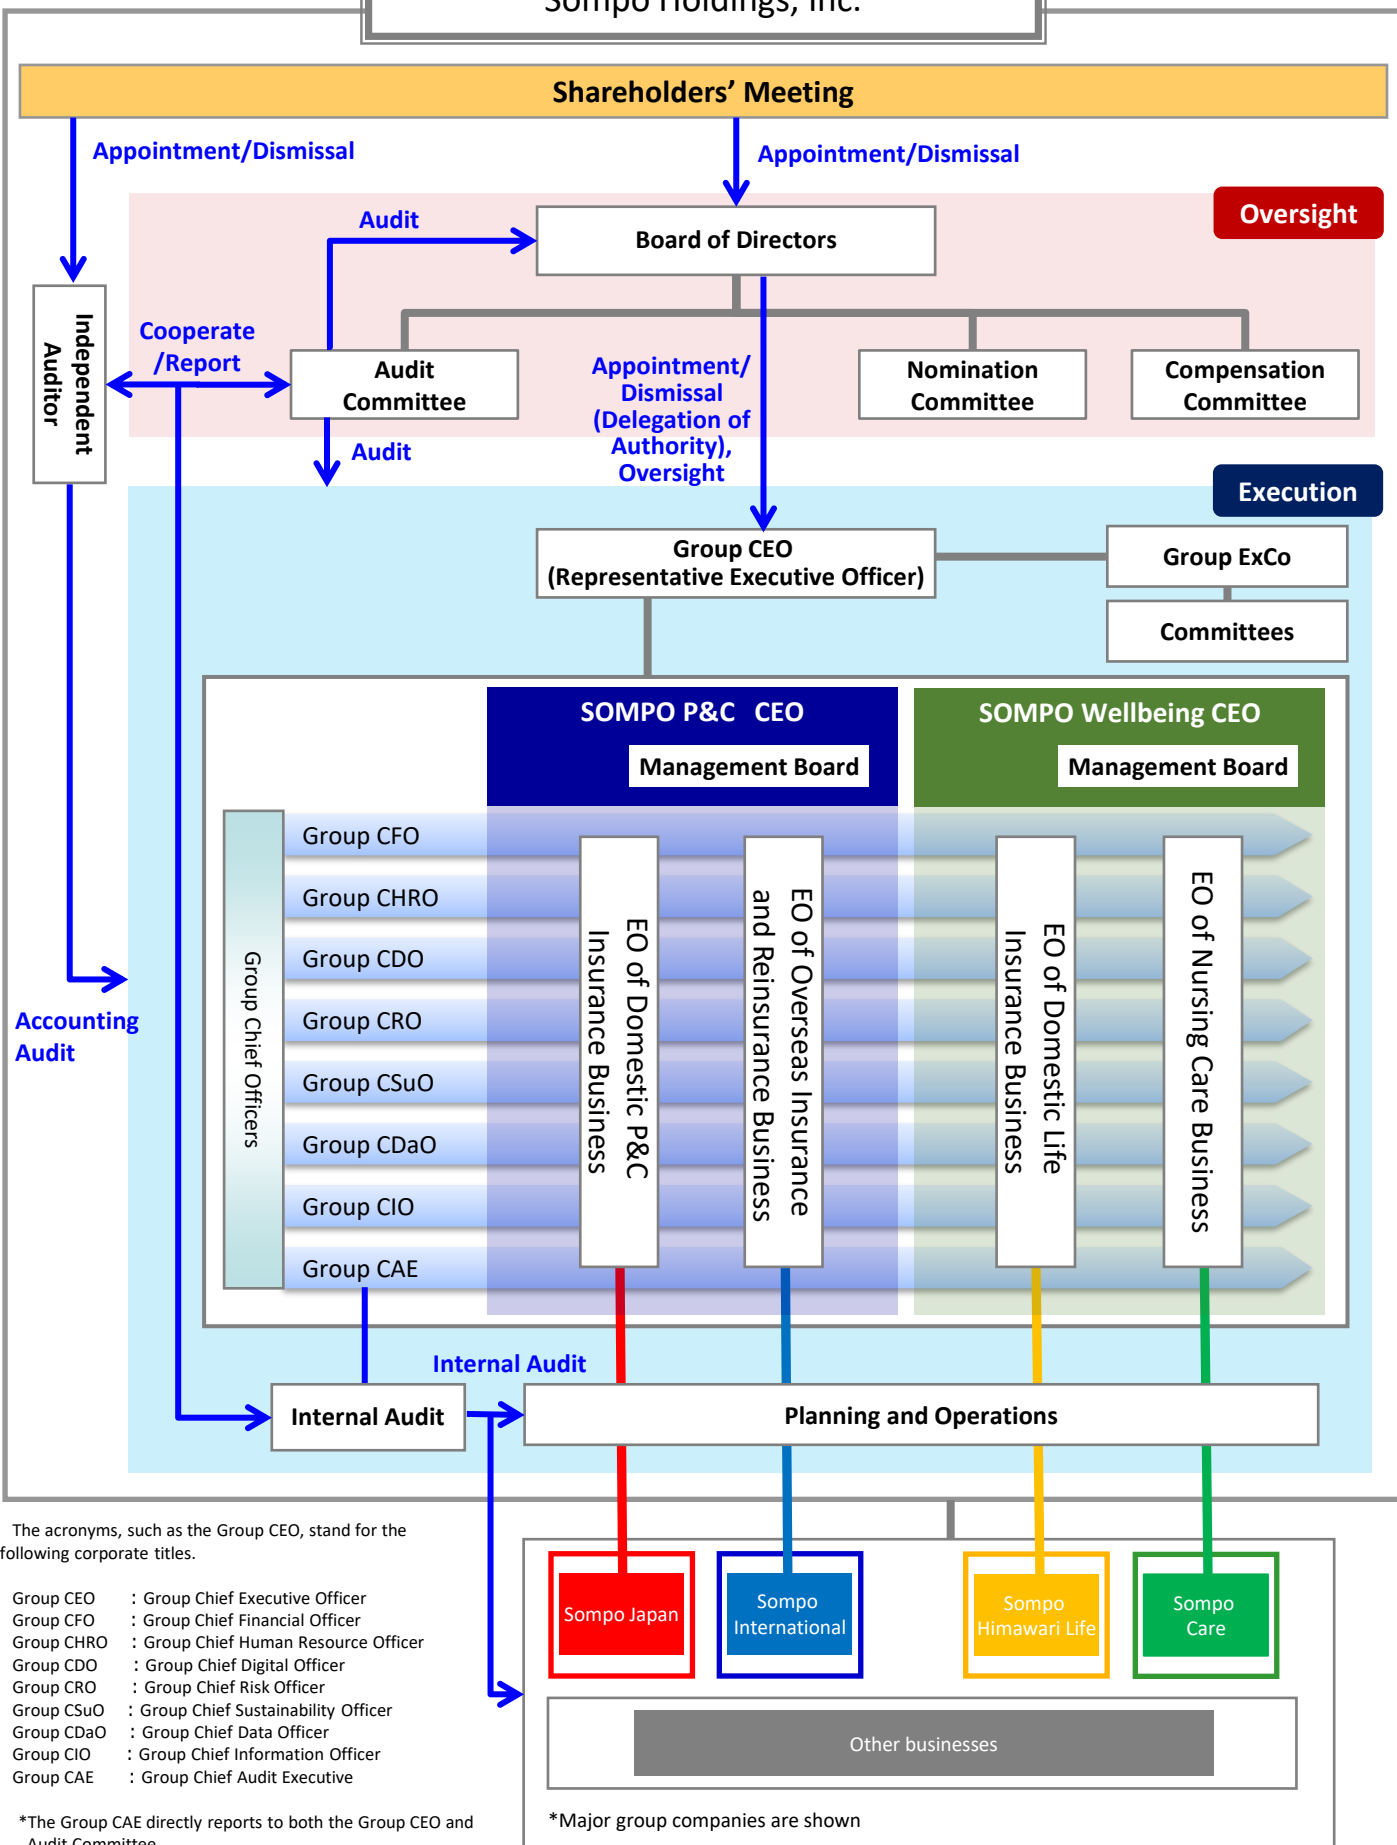 Sompo Holdings, Inc.
Shareholders’ Meeting
Appointment/Dismissal
Appointment/Dismissal
Oversight
Audit
Board of Directors
Independent
Auditor
Cooperate
/Report
Audit
Committee
Appointment/
Dismissal
(Delegation of
Authority),
Oversight
Nomination
Committee
Compensation
Committee
Audit
Execution
Group CEO
(Representative Executive Officer)
Group ExCo
Committees
SOMPO P&C CEO
Management Board
SOMPO Wellbeing CEO
Management Board
Group Chief Officers
Group CFO
Group CHRO
Group CDO
Group CRO
Group CSuO
Group CDaO
Group CIO
Group CAE
EO of Domestic P&C
Insurance Business
EO of Overseas Insurance
and Reinsurance Business
EO of Domestic Life
Insurance Business
EO of Nursing Care Business
Accounting
Audit
Internal Audit
Internal Audit
Planning and Operations
The acronyms, such as the Group CEO, stand for the
following corporate titles.
Group CEO : Group Chief Executive Officer
Group CFO : Group Chief Financial Officer
Group CHRO : Group Chief Human Resource Officer
Group CDO : Group Chief Digital Officer
Group CRO : Group Chief Risk Officer
Group CSuO : Group Chief Sustainability Officer
Group CDaO : Group Chief Data Officer
Group CIO : Group Chief Information Officer
Group CAE : Group Chief Audit Executive
*The Group CAE directly reports to both the Group CEO and
Audit Committee
Sompo Japan
Sompo
International
Sompo
Himawari Life
Sompo
Care
Other businesses
*Major group companies are shown